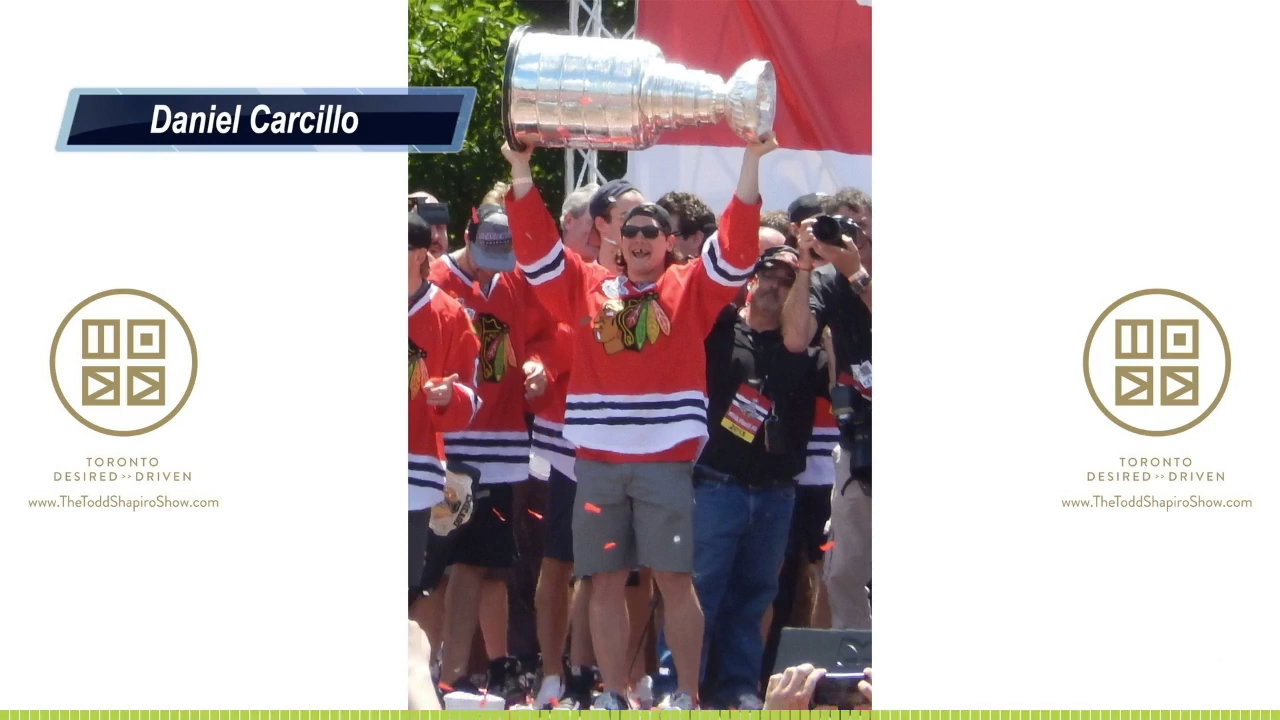 Daniel Carcillo
TORONTO
DESIRED >> DRIVEN
www.TheToddShapiroShow.com
TORONTO
DESIRED >> DRIVEN
www.TheToddShapiroShow.com